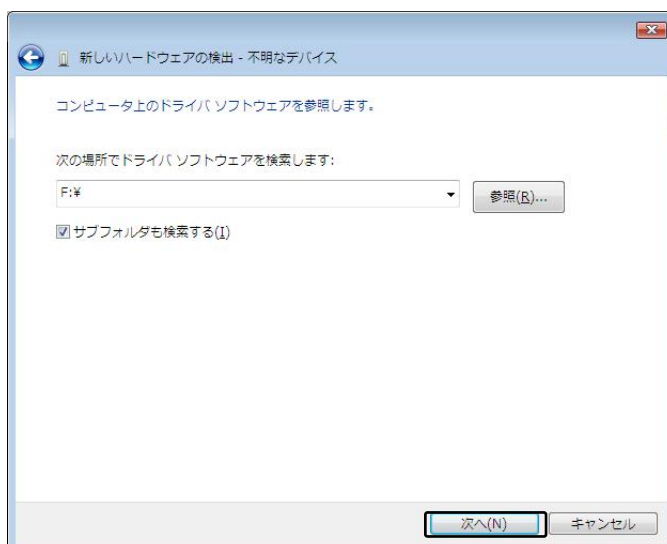 新しいハードウェアの検出 - 不明なデバイス
コンピュータ上のドライバ ソフトウェアを参照します。
次の場所でドライバ ソフトウェアを検索します:
F:¥
参照(R)...
サブフォルダも検索する(I)
次へ(N)
キャンセル